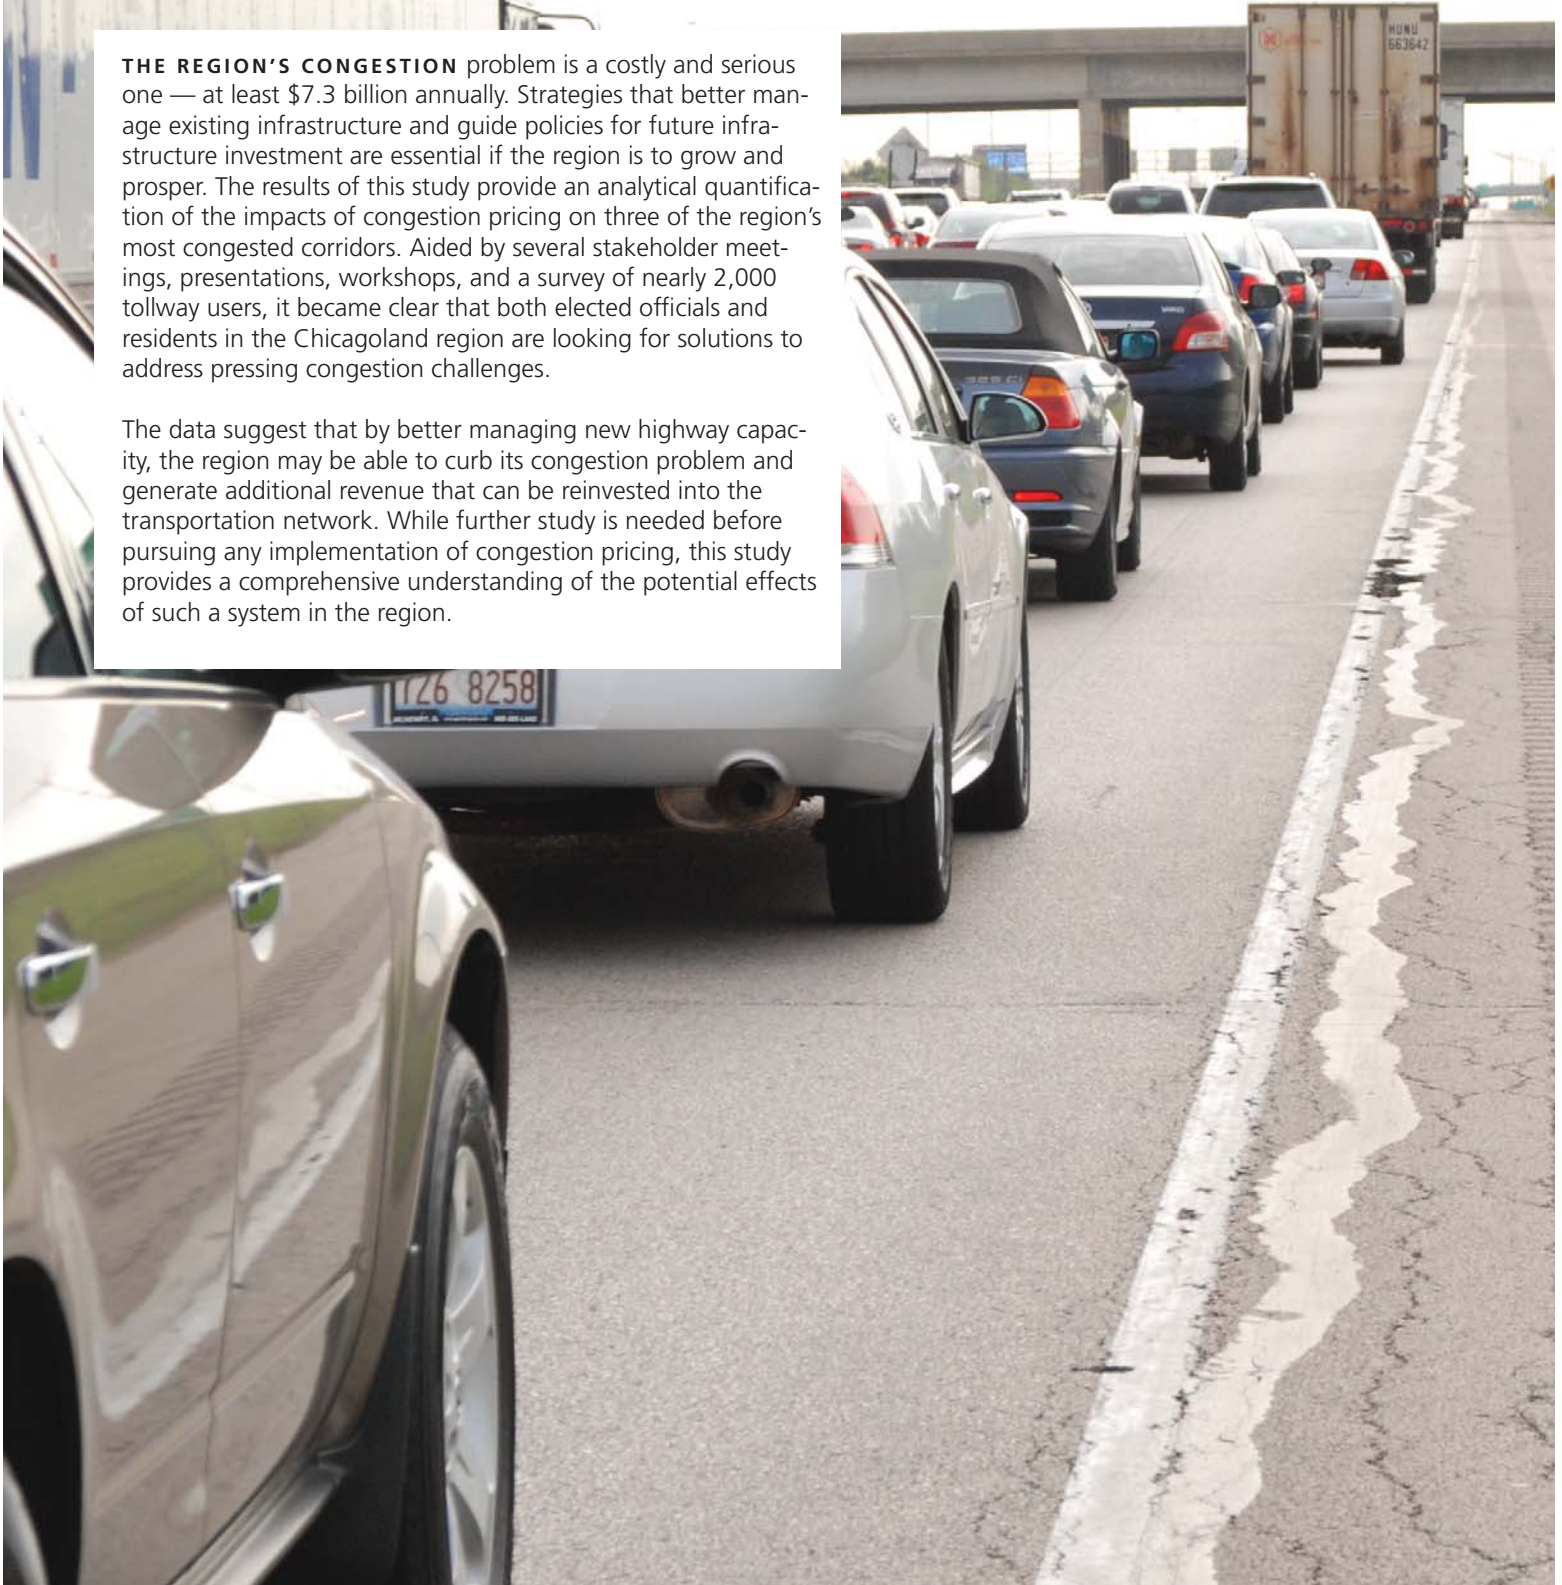 THE REGION’S CONGESTION problem is a costly and serious
one — at least $7.3 billion annually. Strategies that better man-
age existing infrastructure and guide policies for future infra-
structure investment are essential if the region is to grow and
prosper. The results of this study provide an analytical quantifica-
tion of the impacts of congestion pricing on three of the region’s
most congested corridors. Aided by several stakeholder meet-
ings, presentations, workshops, and a survey of nearly 2,000
tollway users, it became clear that both elected officials and
residents in the Chicagoland region are looking for solutions to
address pressing congestion challenges.
The data suggest that by better managing new highway capac-
ity, the region may be able to curb its congestion problem and
generate additional revenue that can be reinvested into the
transportation network. While further study is needed before
pursuing any implementation of congestion pricing, this study
provides a comprehensive understanding of the potential effects
of such a system in the region.
HUNU
663642
325 Ci
726 8258